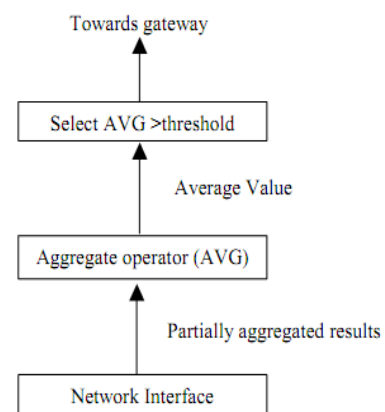 Towards gateway
Select AVG >threshold
Average Value
Aggregate operator (AVG)
Partially aggregated results
Network Interface